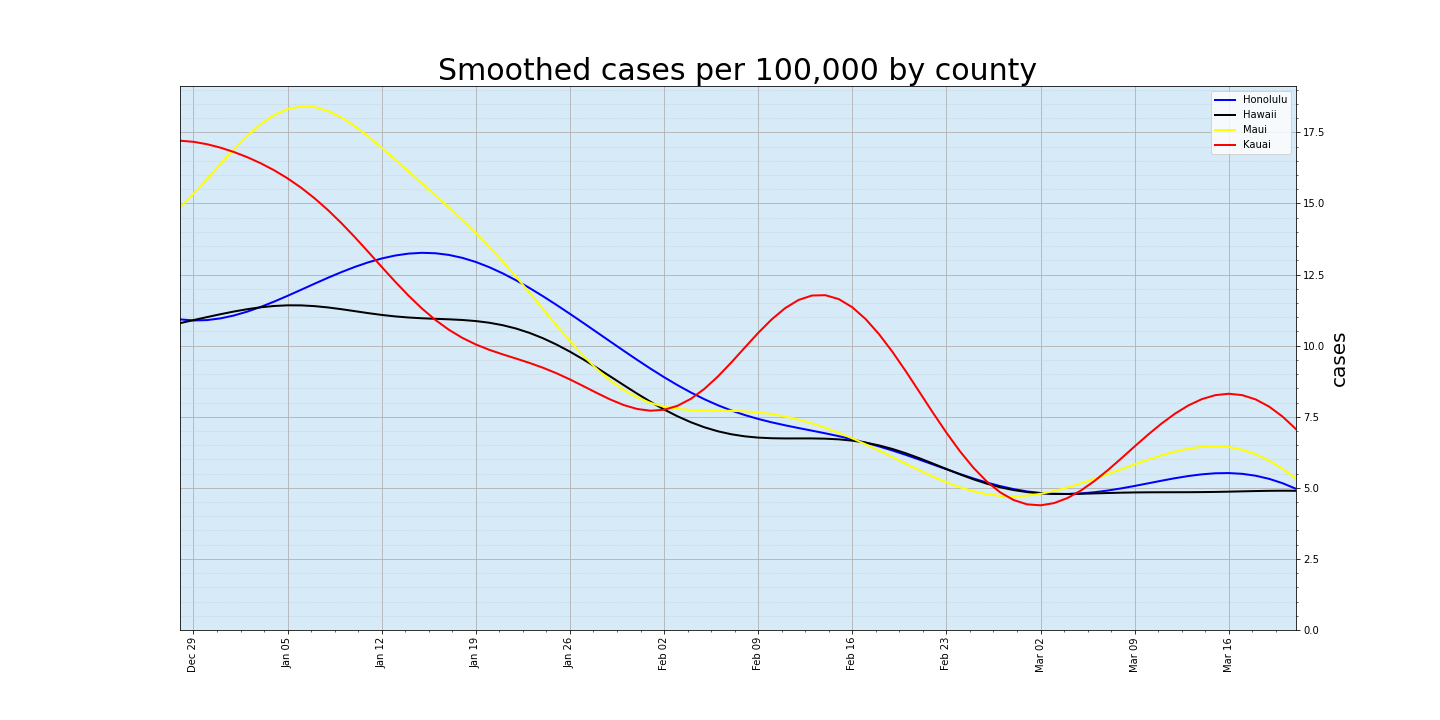 Smoothed cases per 100,000 by county
Honolulu
Hawaii
Maui
Kauai
17.5
15.0
12.5
10.0
7.5
5.0
2.5
0.0
cases
Dec 29
Jan 05
Jan 12
Jan 19
Jan 26
Feb 02
Feb 09
Feb 16
Feb 23
Mar 02
Mar 09
Mar 16